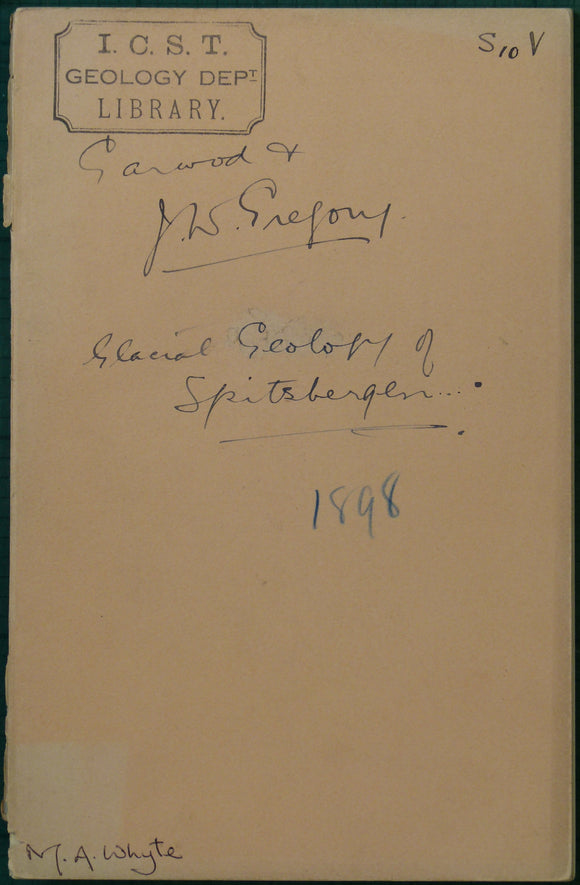 I. C. S. T.
GEOLOGY DEPT
LIBRARY.
S10 V
Garwood &
J.W. Gregory.
Glacial Geology of
Spitsbergen....
1898
M. A. Whyte